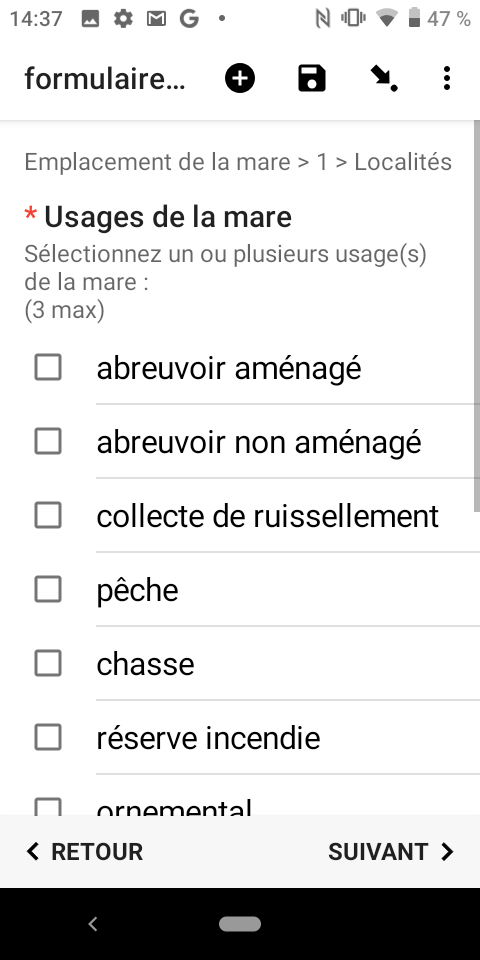 14:37
47 %
formulaire…
Emplacement de la mare > 1 > Localités
* Usages de la mare
Sélectionnez un ou plusieurs usage(s)
de la mare :
(3 max)
abreuvoir aménagé
abreuvoir non aménagé
collecte de ruissellement
pêche
chasse
réserve incendie
ornemental
RETOUR
SUIVANT